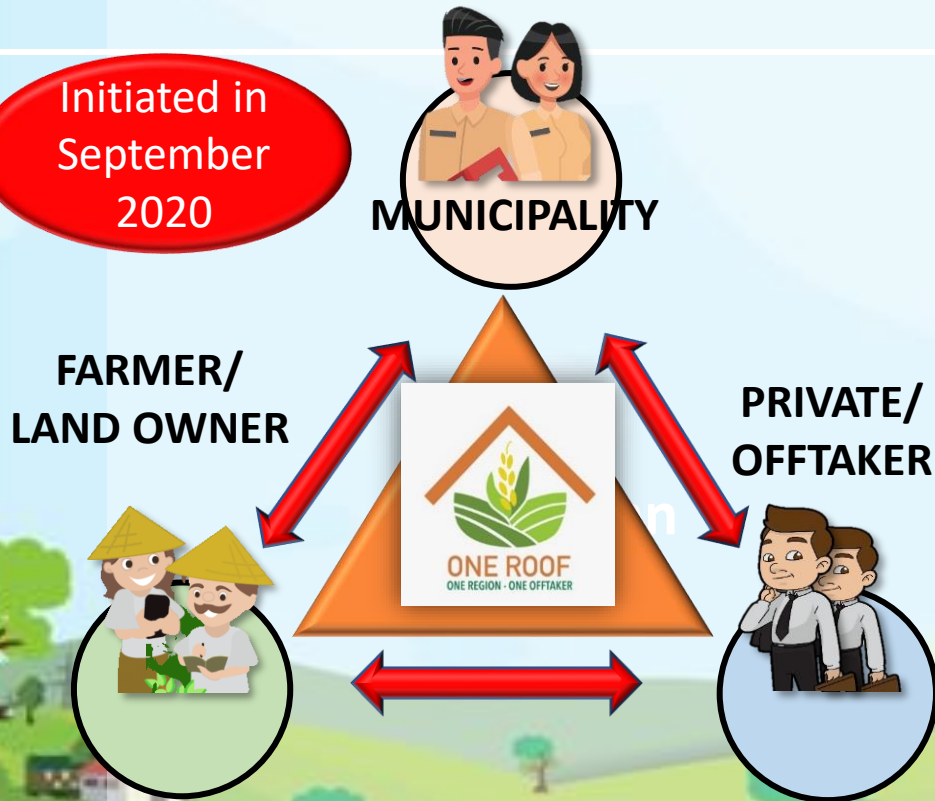 Initiated in
September
2020
MUNICIPALITY
FARMER/
LAND OWNER
PRIVATE/
OFFTAKER
n
ONE ROOF
ONE REGION - ONE OFFTAKER